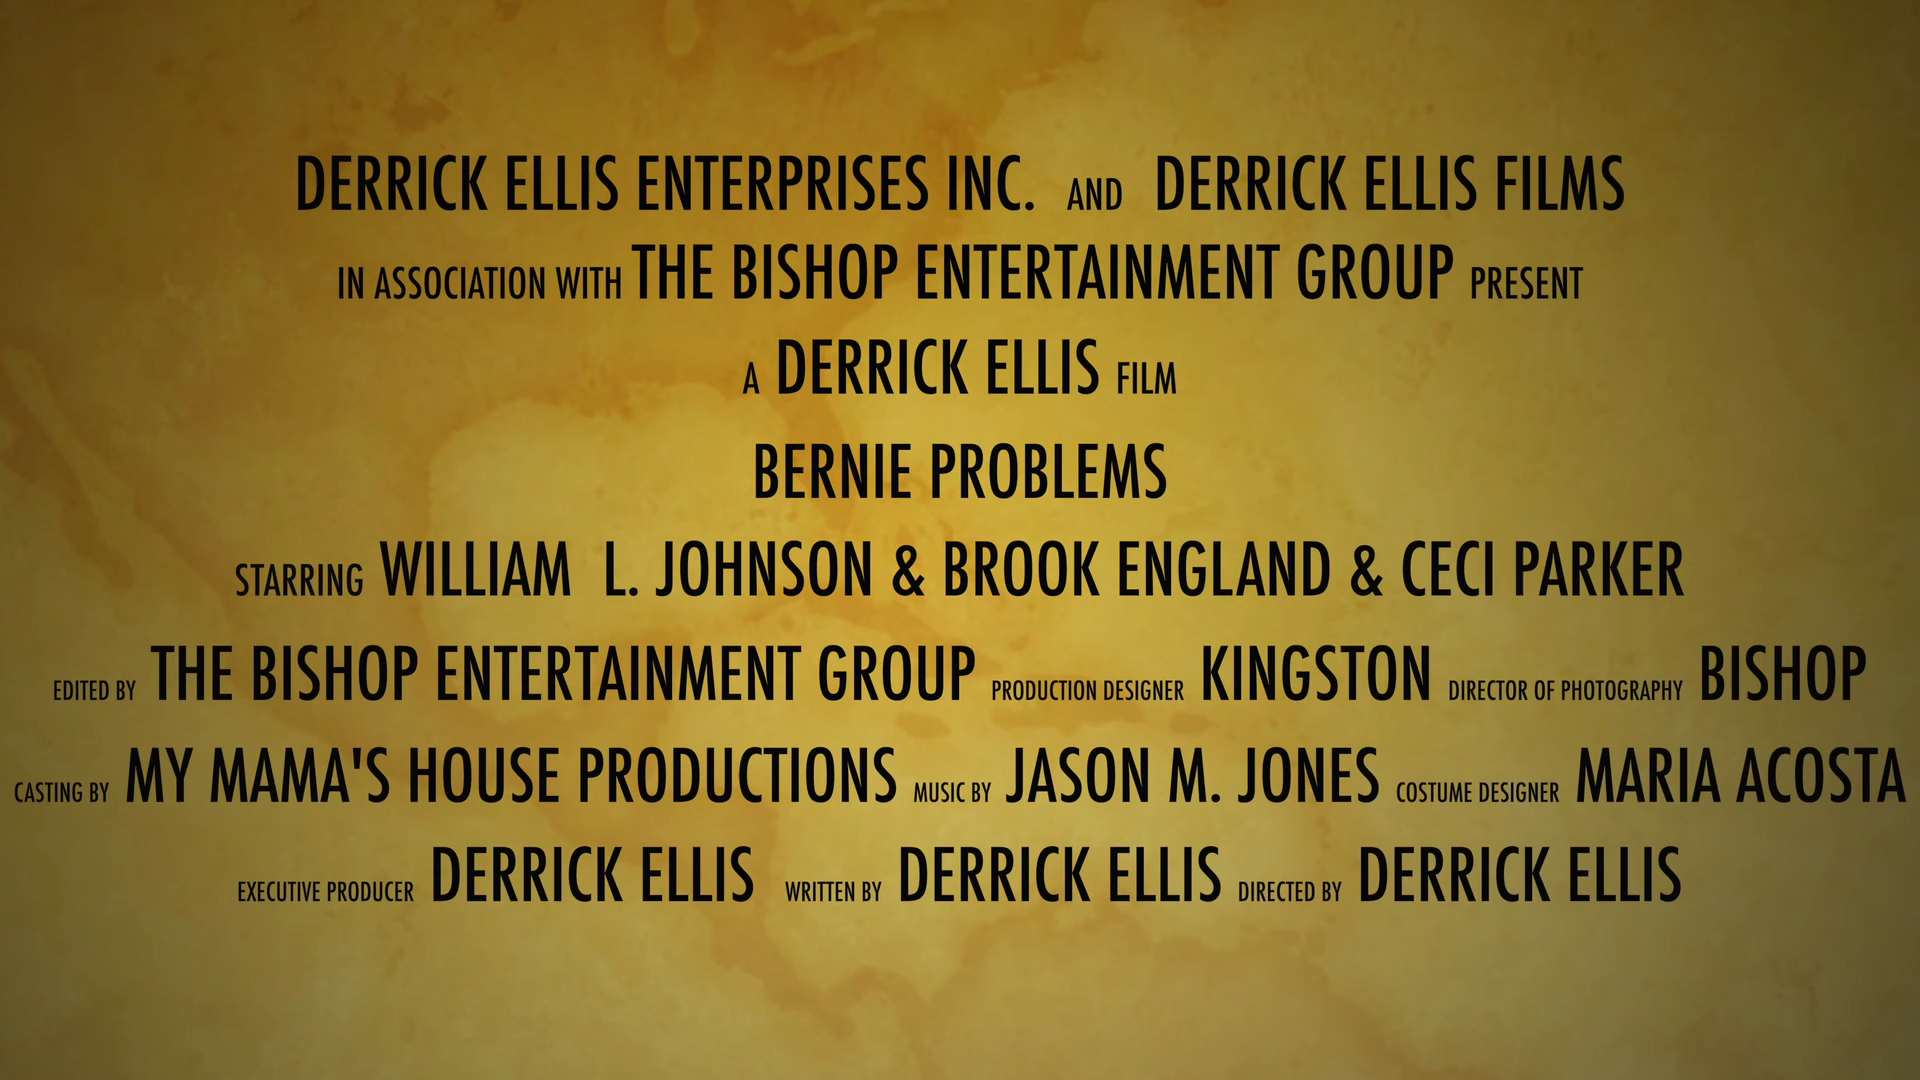 DERRICK ELLIS ENTERPRISES INC. AND DERRICK ELLIS FILMS
IN ASSOCIATION WITH THE BISHOP ENTERTAINMENT GROUP PRESENT
A DERRICK ELLIS FILM
BERNIE PROBLEMS
STARRING WILLIAM L. JOHNSON & BROOK ENGLAND & CECI PARKER
EDITED BY THE BISHOP ENTERTAINMENT GROUP PRODUCTION DESIGNER KINGSTON DIRECTOR OF PHOTOGRAPHY BISHOP
CASTING BY MY MAMA'S HOUSE PRODUCTIONS MUSIC BY JASON M. JONES COSTUME DESIGNER MARIA ACOSTA
EXECUTIVE PRODUCER DERRICK ELLIS WRITTEN BY DERRICK ELLIS DIRECTED BY DERRICK ELLIS